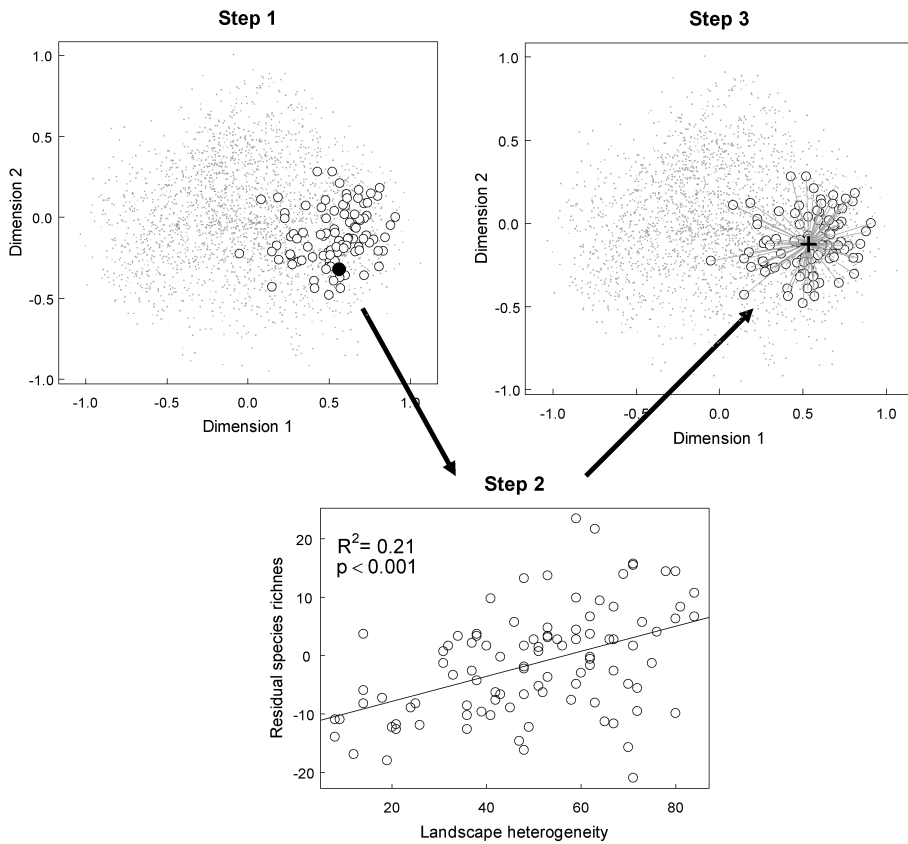 Step 1
1.0
0.5
0.0
-0.5
-1.0
Dimension 2
-1.0 -0.5 0.0 0.5 1.0
Dimension 1
Step 3
1.0
0.5
0.0
-0.5
-1.0
Dimension 2
-1.0 -0.5 0.0 0.5 1.0
Dimension 1
Step 2
R²= 0.21
p < 0.001
20
10
0
-10
-20
Residual species richnes
20 40 60 80
Landscape heterogeneity